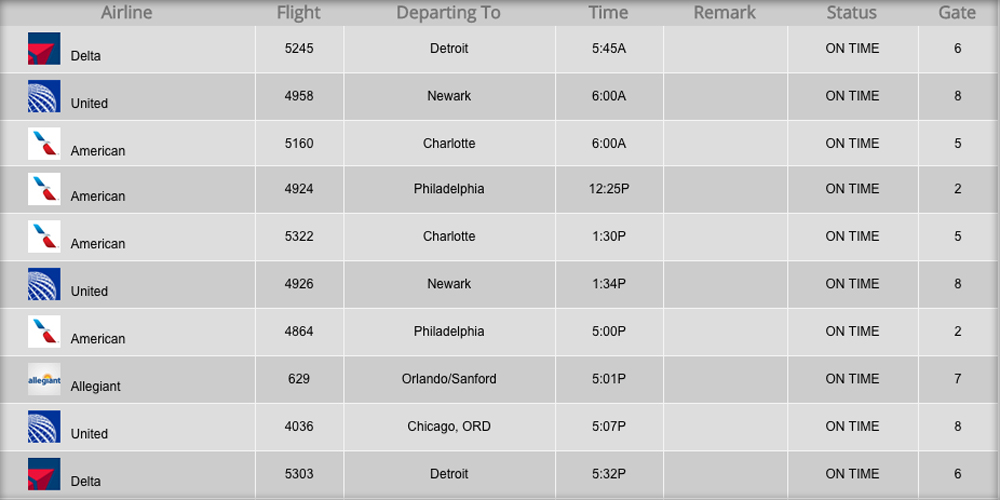 Airline Flight Departing To Time Remark Status Gate
Delta 5245 Detroit 5:45A ON TIME 6
United 4958 Newark 6:00A ON TIME 8
American 5160 Charlotte 6:00A ON TIME 5
American 4924 Philadelphia 12:25P ON TIME 2
American 5322 Charlotte 1:30P ON TIME 5
United 4926 Newark 1:34P ON TIME 8
American 4864 Philadelphia 5:00P ON TIME 2
allegiant Allegiant 629 Orlando/Sanford 5:01P ON TIME 7
United 4036 Chicago, ORD 5:07P ON TIME 8
Delta 5303 Detroit 5:32P ON TIME 6